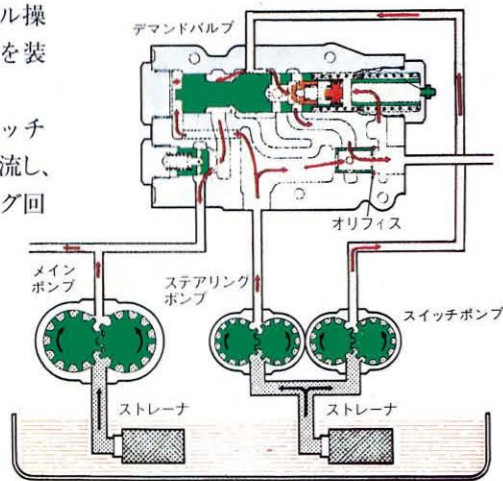 ル操
を装
ッチ
流し、
グ回
デマンドバルブ
オリフィス
メイン
ポンプ
ステアリング
ポンプ
スイッチポンプ
ストレーナ
ストレーナ